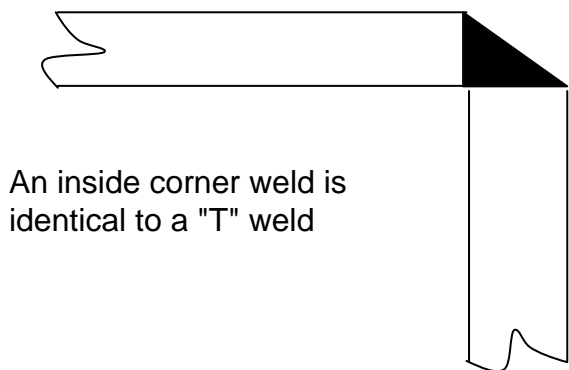 An inside corner weld is
identical to a "T" weld